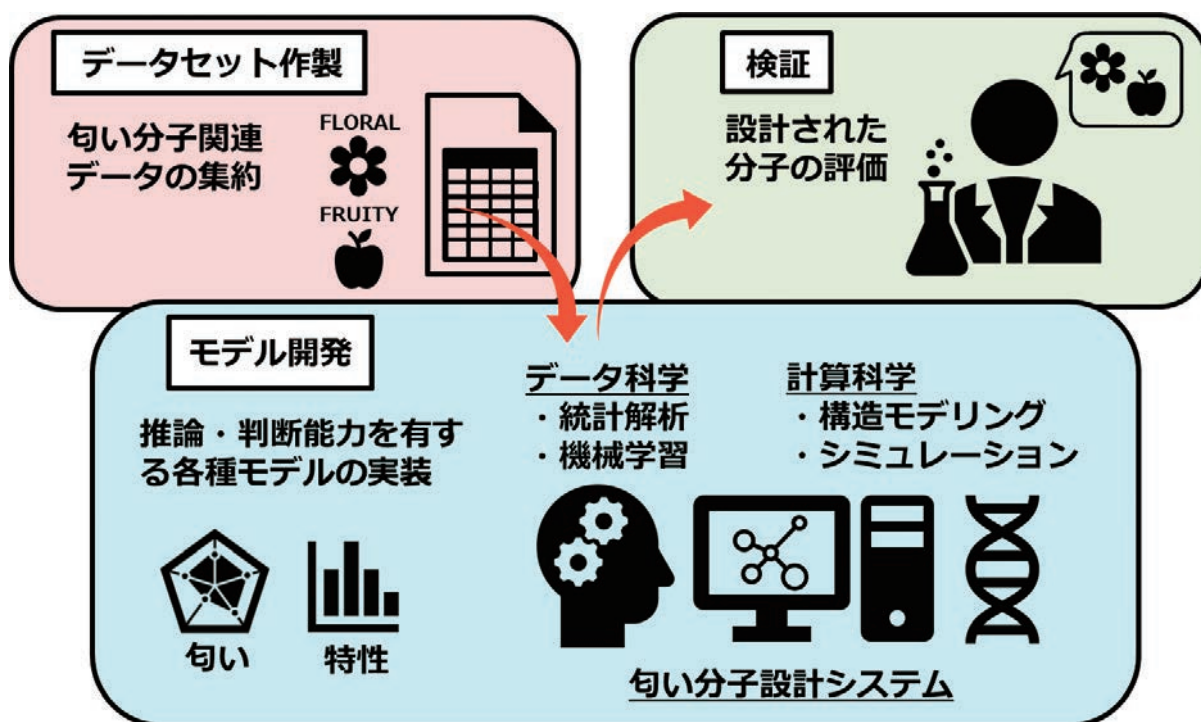 データセット作製
匂い分子関連
データの集約
FLORAL
FRUITY
検証
設計された
分子の評価
モデル開発
推論・判断能力を有す
る各種モデルの実装
匂い
特性
データ科学
・統計解析
・機械学習
計算科学
・構造モデリング
・シミュレーション
匂い分子設計システム